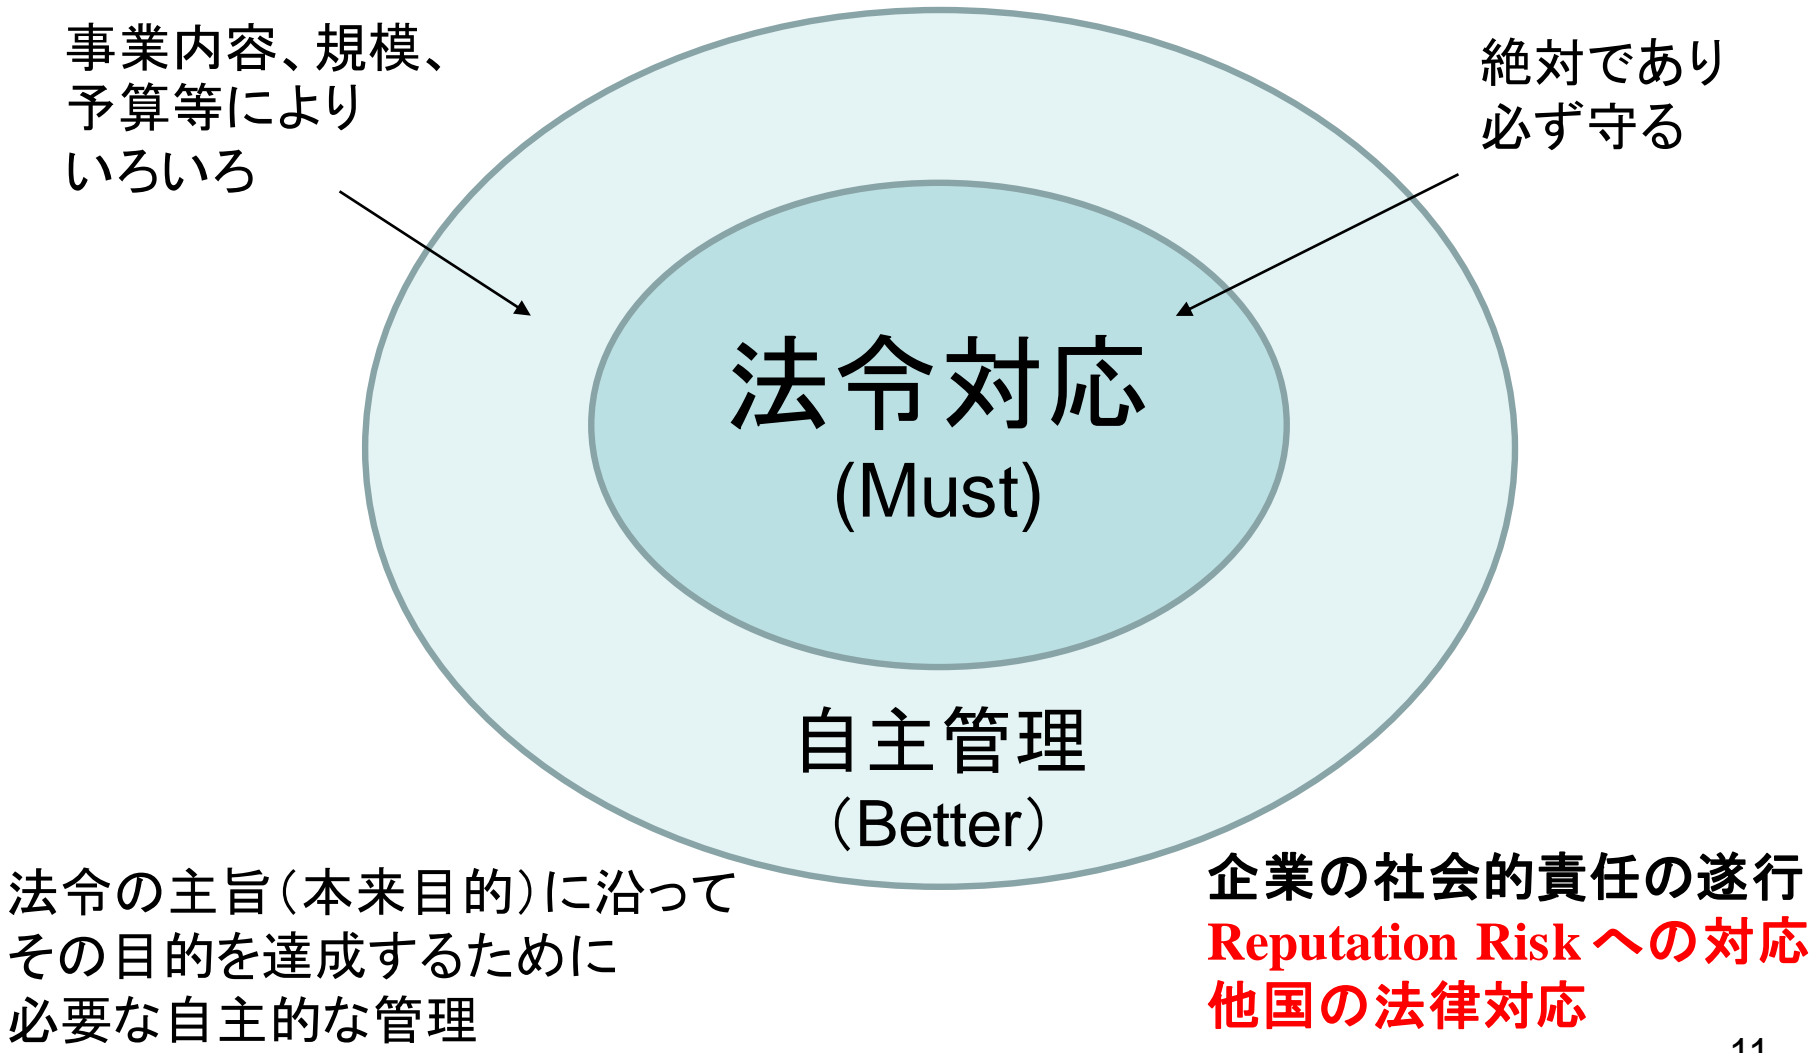 事業内容、規模、
予算等により
いろいろ
絶対であり
必ず守る
法令対応
(Must)
自主管理
（Better）
法令の主旨（本来目的）に沿って
その目的を達成するために
必要な自主的な管理
企業の社会的責任の遂行
Reputation Risk への対応
他国の法律対応
11